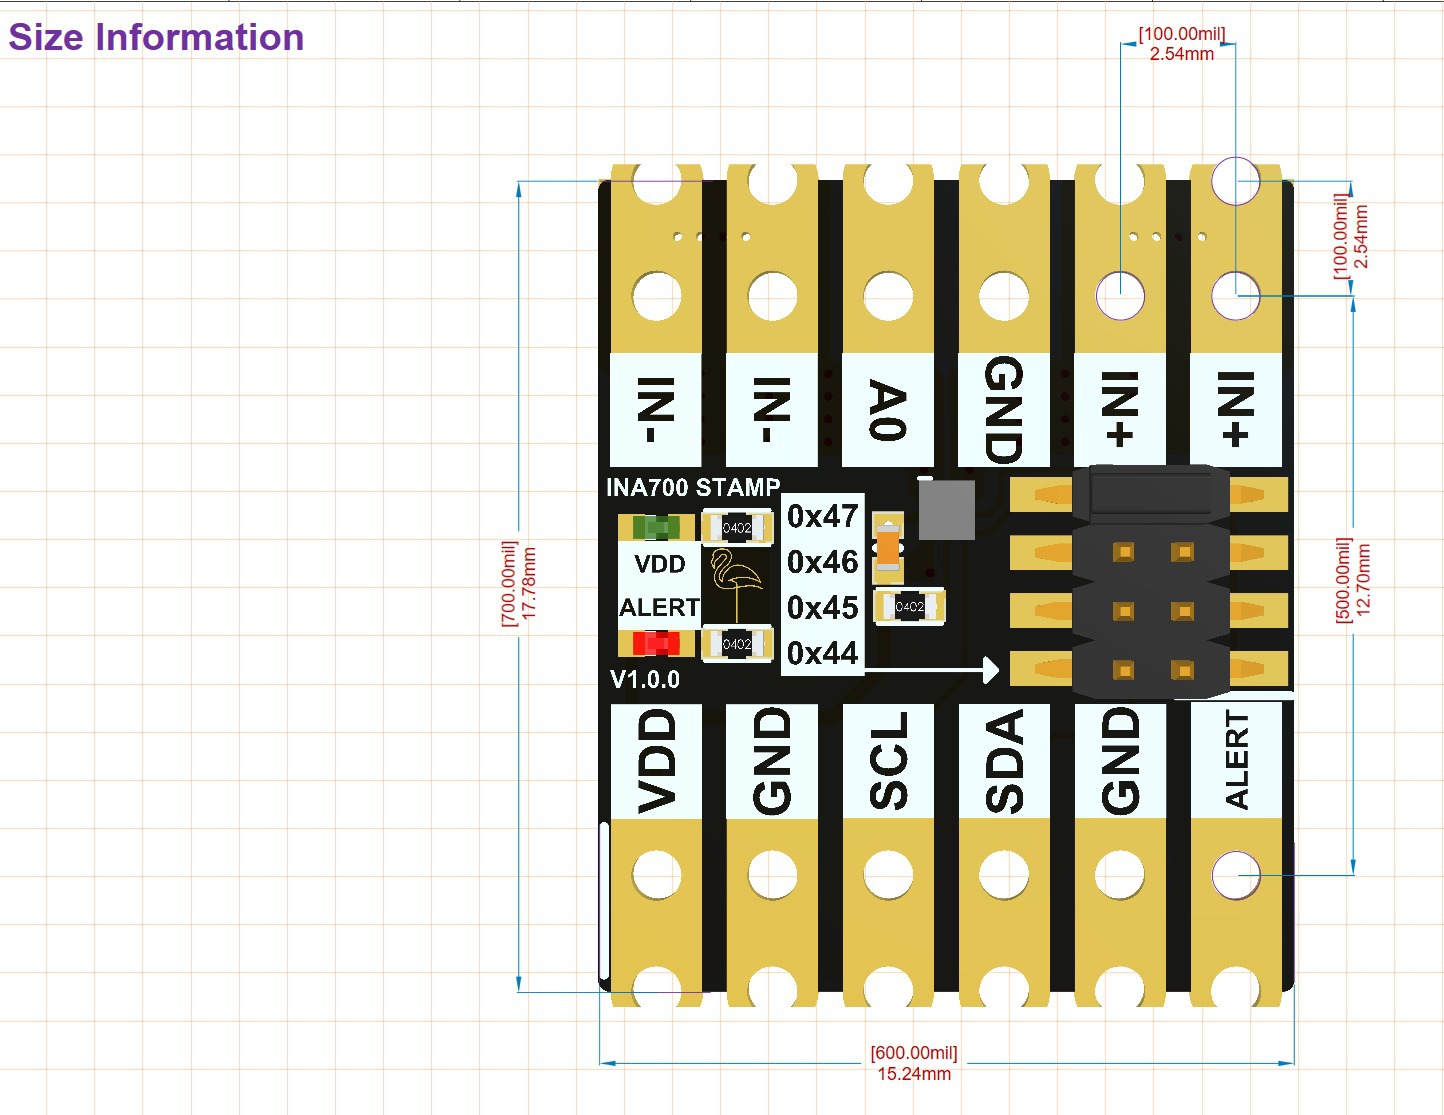 Size Information
[100.00mil]
2.54mm
[100.00mil]
2.54mm
IN-
IN-
A0
GND
IN+
IN+
INA700 STAMP
0402
0x47
VDD
0x46
ALERT
0x45
0402
0402
0x44
V1.0.0
[700.00mil]
17.78mm
[500.00mil]
12.70mm
VDD
GND
SCL
SDA
GND
ALERT
[600.00mil]
15.24mm